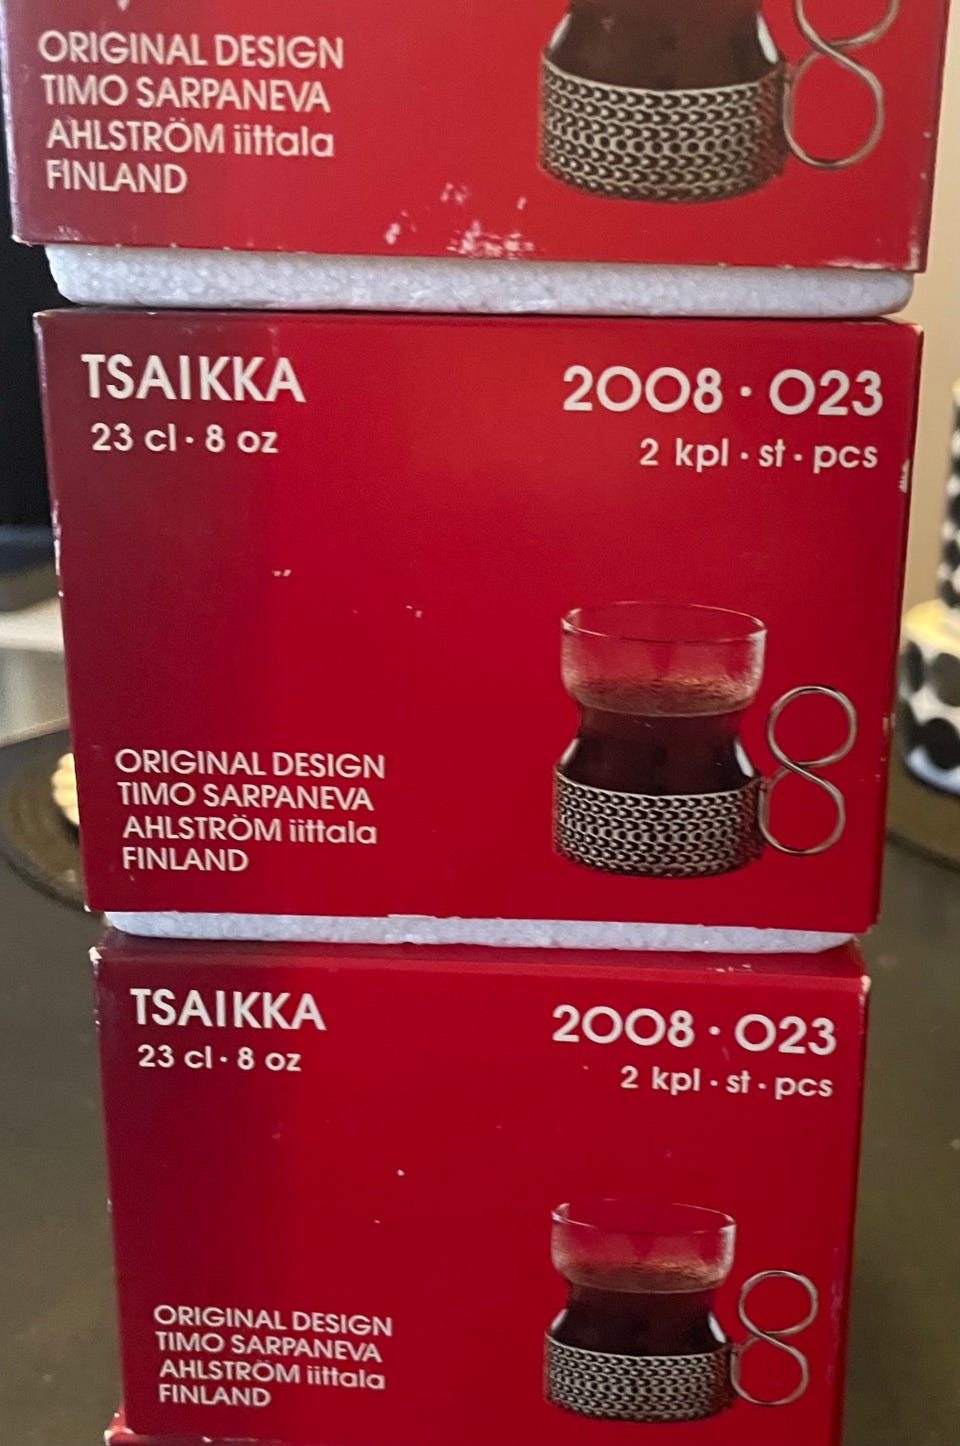 ORIGINAL DESIGN
TIMO SARPANEVA
AHLSTRÖM iittala
FINLAND
TSAIKKA
23 cl · 8 oz
2008 · 023
2 kpl · st · pcs
ORIGINAL DESIGN
TIMO SARPANEVA
AHLSTRÖM iittala
FINLAND
TSAIKKA
23 cl · 8 oz
2008 · 023
2 kpl · st · pcs
ORIGINAL DESIGN
TIMO SARPANEVA
AHLSTRÖM iittala
FINLAND